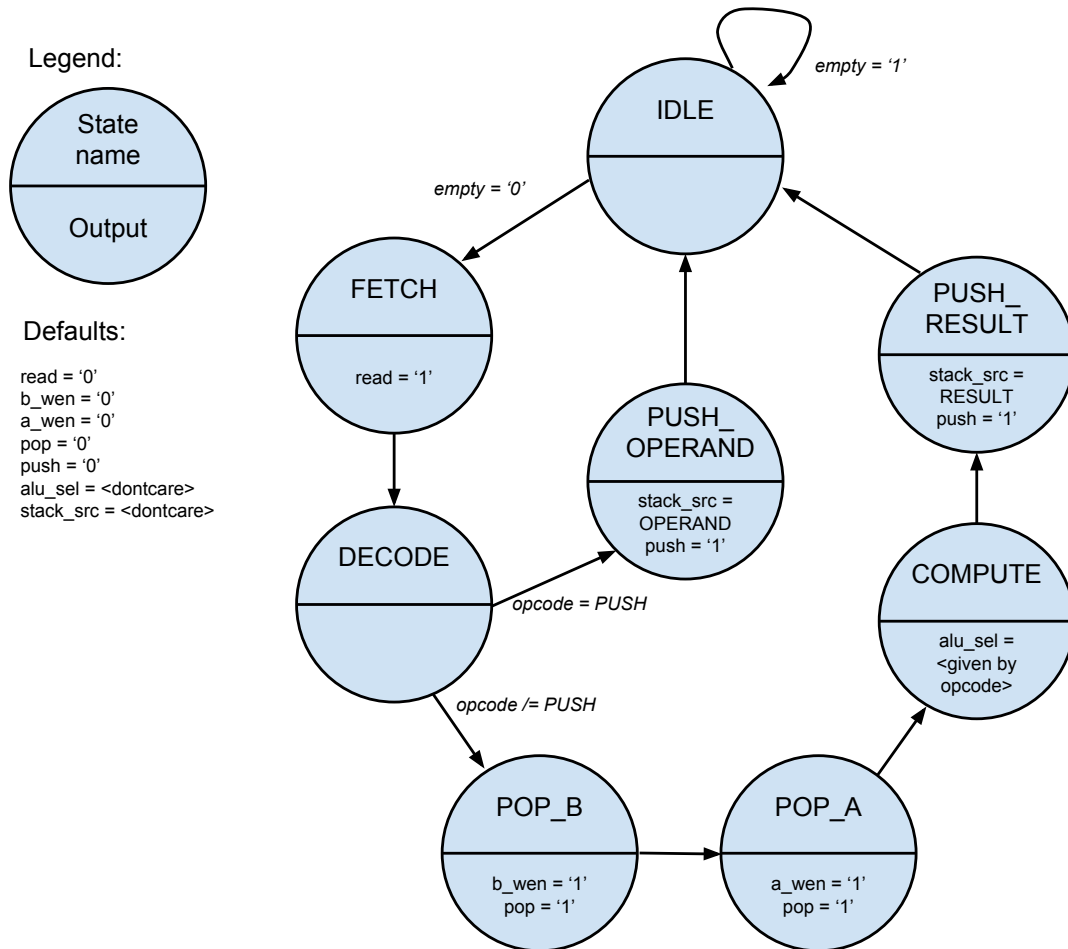 Legend:
State
name
Output
Defaults:
read = ‘0’
b_wen = ‘0’
a_wen = ‘0’
pop = ‘0’
push = ‘0’
alu_sel = <dontcare>
stack_src = <dontcare>
IDLE
empty = ‘1’
empty = ‘0’
FETCH
read = ‘1’
PUSH_
RESULT
stack_src =
RESULT
push = ‘1’
PUSH_
OPERAND
stack_src =
OPERAND
push = ‘1’
DECODE
opcode = PUSH
opcode /= PUSH
COMPUTE
alu_sel =
<given by
opcode>
POP_B
b_wen = ‘1’
pop = ‘1’
POP_A
a_wen = ‘1’
pop = ‘1’